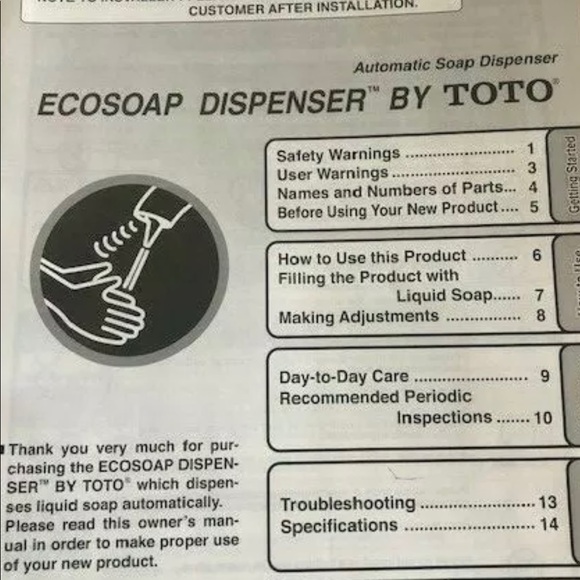 CUSTOMER AFTER INSTALLATION.
Automatic Soap Dispenser
ECOSOAP DISPENSER™ BY TOTO®
Safety Warnings .......................... 1
User Warnings ............................. 3
Names and Numbers of Parts... 4
Before Using Your New Product .... 5
Getting Started
How to Use this Product .......... 6
Filling the Product with
Liquid Soap...... 7
Making Adjustments ................ 8
Day-to-Day Care ........................ 9
Recommended Periodic
Inspections ....... 10
Troubleshooting ........................ 13
Specifications ........................... 14
Thank you very much for pur-
chasing the ECOSOAP DISPEN-
SER™ BY TOTO® which dispen-
ses liquid soap automatically.
Please read this owner's man-
ual in order to make proper use
of your new product.